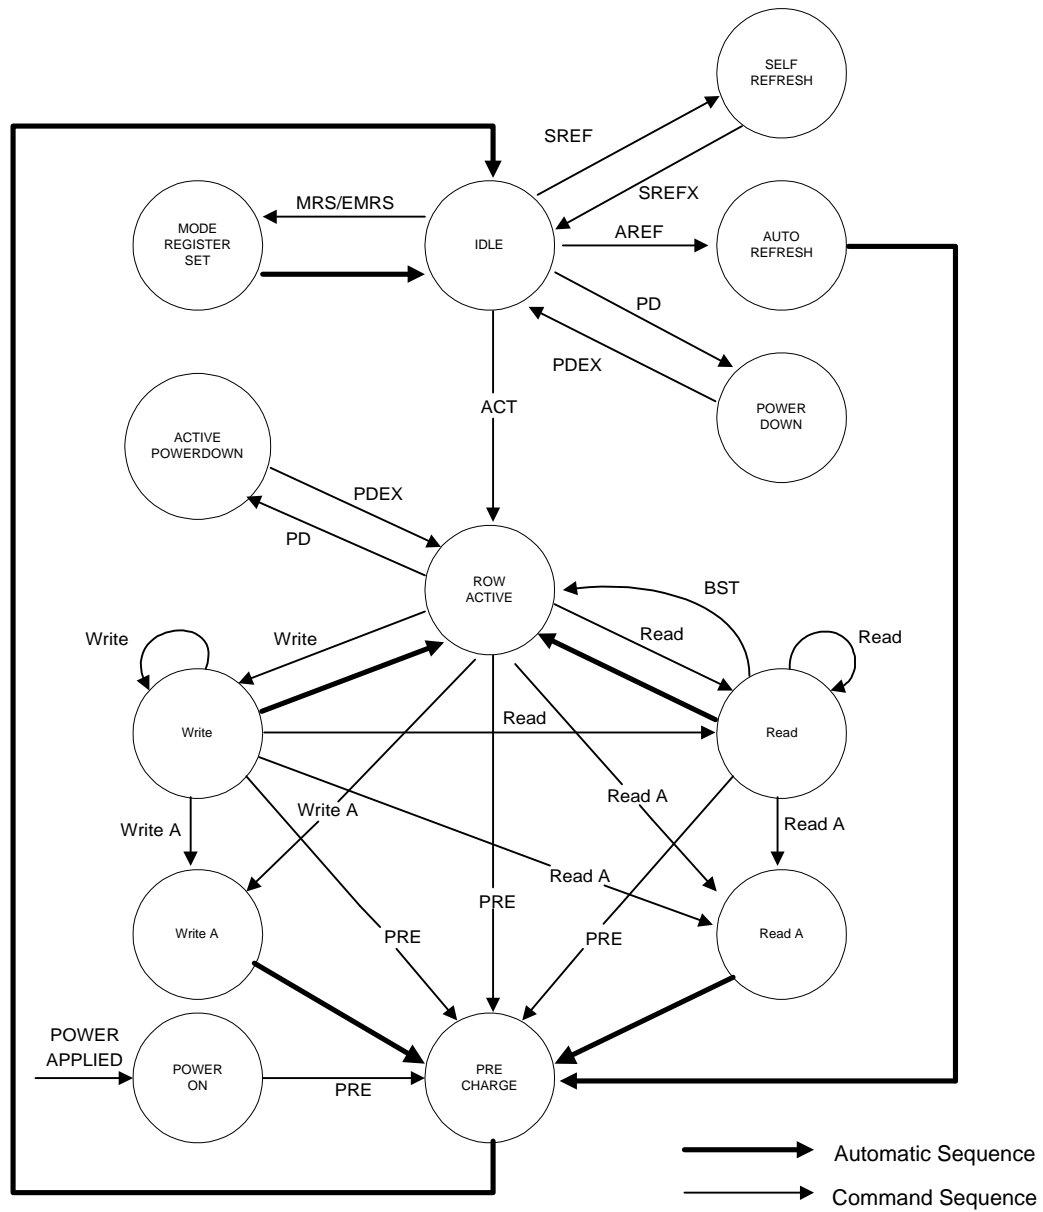 SELF
REFRESH
SREF
SREFX
MRS/EMRS
MODE
REGISTER
SET
IDLE
AREF
AUTO
REFRESH
PD
PDEX
POWER
DOWN
ACT
ACTIVE
POWERDOWN
PDEX
PD
ROW
ACTIVE
BST
Write
Write
Read
Read
Write
Read
Read
Write A
Write A
Read A
Read A
Read A
Write A
PRE
PRE
PRE
Read A
POWER
APPLIED
POWER
ON
PRE
PRE
CHARGE
Automatic Sequence
Command Sequence